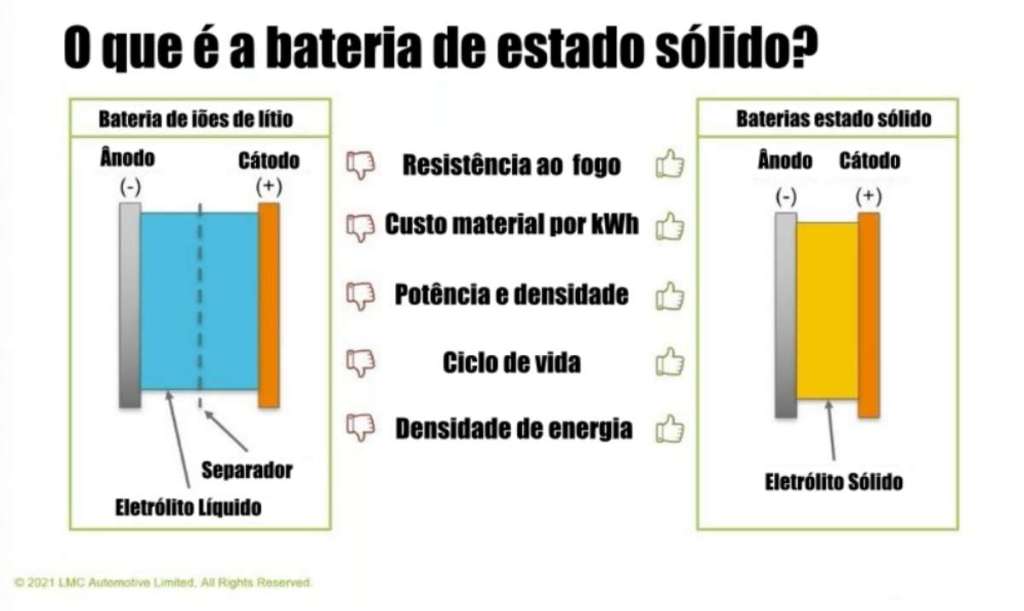 O que é a bateria de estado sólido?
Bateria de iões de lítio
Ânodo
Cátodo
(-)
(+)
Separador
Eletrólito Líquido
Resistência ao fogo
Custo material por kWh
Potência e densidade
Ciclo de vida
Densidade de energia
Baterias estado sólido
Ânodo
Cátodo
(-)
(+)
Eletrólito Sólido
© 2021 LMC Automotive Limited, All Rights Reserved.